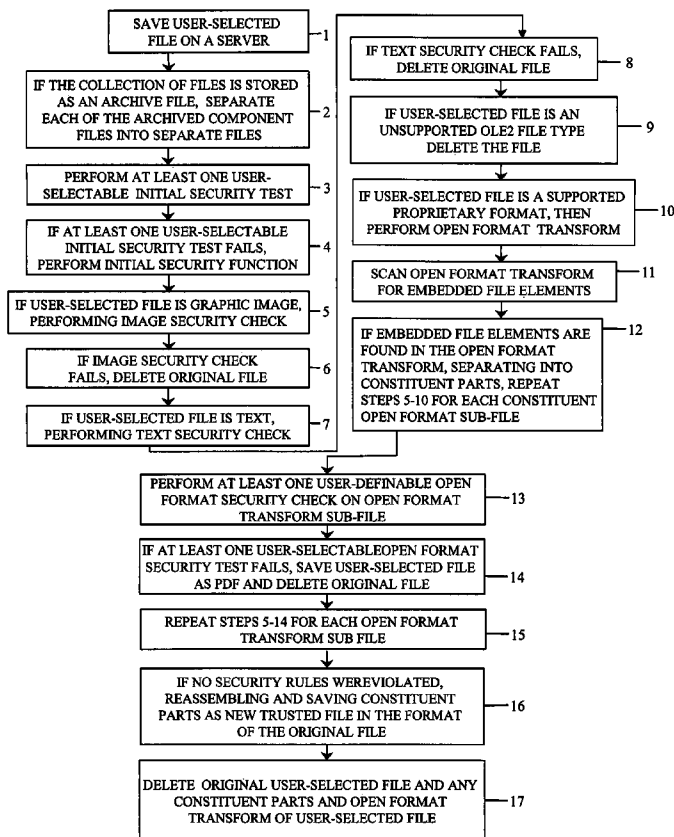 SAVE USER-SELECTED
FILE ON A SERVER
1
IF THE COLLECTION OF FILES IS STORED
AS AN ARCHIVE FILE, SEPARATE
EACH OF THE ARCHIVED COMPONENT
FILES INTO SEPARATE FILES
2
PERFORM AT LEAST ONE USER-
SELECTABLE INITIAL SECURITY TEST
3
IF AT LEAST ONE USER-SELECTABLE
INITIAL SECURITY TEST FAILS,
PERFORM INITIAL SECURITY FUNCTION
4
IF USER-SELECTED FILE IS GRAPHIC IMAGE,
PERFORMING IMAGE SECURITY CHECK
5
IF IMAGE SECURITY CHECK
FAILS, DELETE ORIGINAL FILE
6
IF USER-SELECTED FILE IS TEXT,
PERFORMING TEXT SECURITY CHECK
7
IF TEXT SECURITY CHECK FAILS,
DELETE ORIGINAL FILE
8
IF USER-SELECTED FILE IS AN
UNSUPPORTED OLE2 FILE TYPE
DELETE THE FILE
9
IF USER-SELECTED FILE IS A SUPPORTED
PROPRIETARY FORMAT, THEN
PERFORM OPEN FORMAT TRANSFORM
10
SCAN OPEN FORMAT TRANSFORM
FOR EMBEDDED FILE ELEMENTS
11
IF EMBEDDED FILE ELEMENTS ARE
FOUND IN THE OPEN FORMAT
TRANSFORM, SEPARATING INTO
CONSTITUENT PARTS, REPEAT
STEPS 5-10 FOR EACH CONSTITUENT
OPEN FORMAT SUB-FILE
12
PERFORM AT LEAST ONE USER-DEFINABLE OPEN
FORMAT SECURITY CHECK ON OPEN FORMAT
TRANSFORM SUB-FILE
13
IF AT LEAST ONE USER-SELECTABLEOPEN FORMAT
SECURITY TEST FAILS, SAVE USER-SELECTED FILE
AS PDF AND DELETE ORIGINAL FILE
14
REPEAT STEPS 5-14 FOR EACH OPEN FORMAT
TRANSFORM SUB FILE
15
IF NO SECURITY RULES WEREVIOLATED,
REASSEMBLING AND SAVING CONSTITUENT
PARTS AS NEW TRUSTED FILE IN THE FORMAT
OF THE ORIGINAL FILE
16
DELETE ORIGINAL USER-SELECTED FILE AND ANY
CONSTITUENT PARTS AND OPEN FORMAT
TRANSFORM OF USER-SELECTED FILE
17